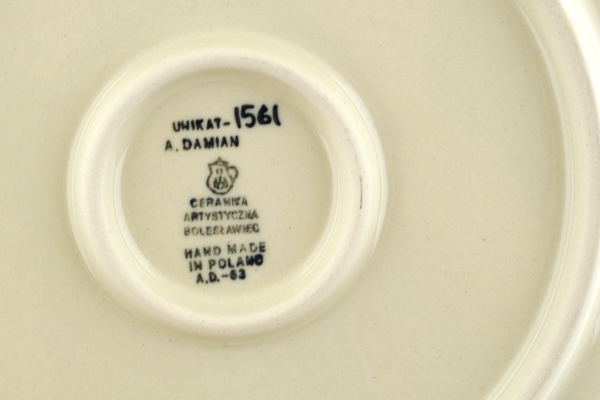 UNIKAT-1561
A. DAMIAN
CERAMIKA
ARTYSTYCZNA
BOLESŁAWIEC
HAND MADE
IN POLAND
A.D.-63